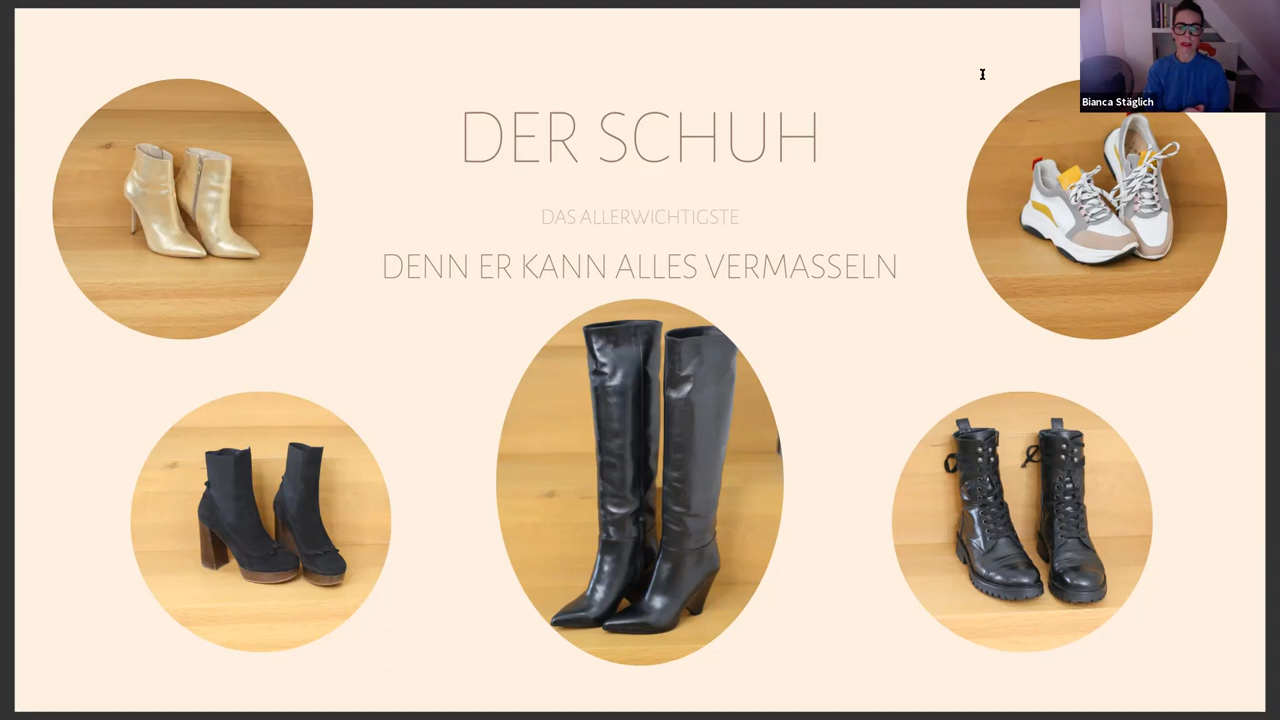 DER SCHUH
DAS ALLERWICHTIGSTE
DENN ER KANN ALLES VERMASSELN
Bianca Stäglich